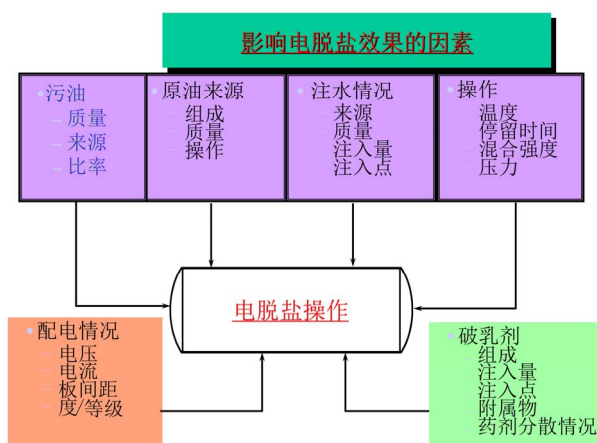 影响电脱盐效果的因素
污油
质量
来源
比率
原油来源
组成
质量
操作
注水情况
来源
质量
注入量
注入点
操作
温度
停留时间
混合强度
压力
电脱盐操作
配电情况
电压
电流
板间距
度/等级
破乳剂
组成
注入量
注入点
附属物
药剂分散情况